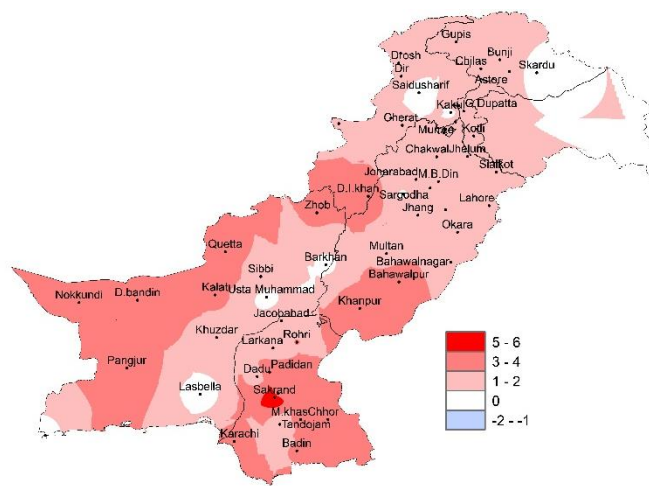 Gupis
Drosh
Bunji
Dir
Chilas
Skardu
Astore
Saidusharif
Kakul
G.Dupatta
Gherat
Murree
Kotli
Chakwal
Jhelum
Sialkot
Joharabad
M.B.Din
D.I.khan
Sargodha
Lahore
Zhob
Jhang
Okara
Quetta
Multan
Barkhan
Bahawalnagar
Sibbi
Bahawalpur
Kalat
Usta Muhammad
Nokkundi
D.bandin
Khanpur
Jacobabad
Khuzdar
Rohri
Larkana
Padidan
Pangjur
Dadu
Lasbella
Sakrand
M.khas
Chhor
Tandojam
Karachi
Badin
5 - 6
3 - 4
1 - 2
0
-2 - -1